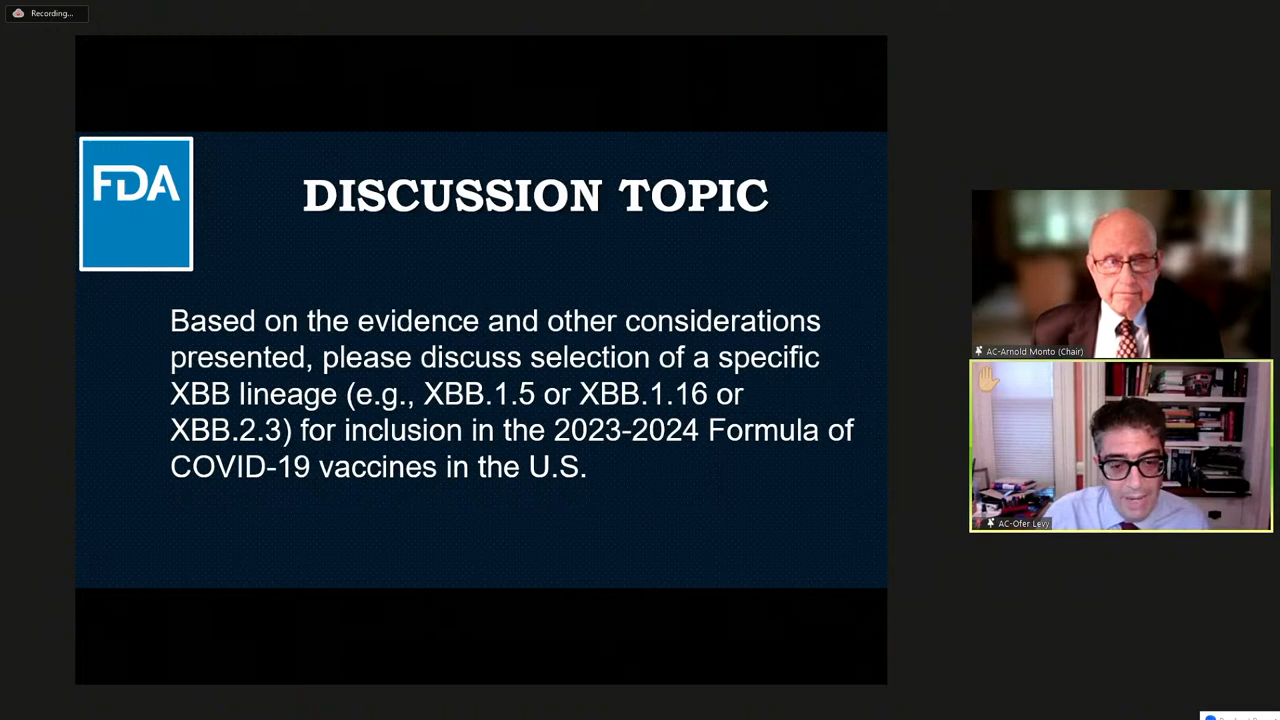 Recording...
FDA
DISCUSSION TOPIC
Based on the evidence and other considerations
presented, please discuss selection of a specific
XBB lineage (e.g., XBB.1.5 or XBB.1.16 or
XBB.2.3) for inclusion in the 2023-2024 Formula of
COVID-19 vaccines in the U.S.
AC-Arnold Monto (Chair)
AC-Ofer Levy